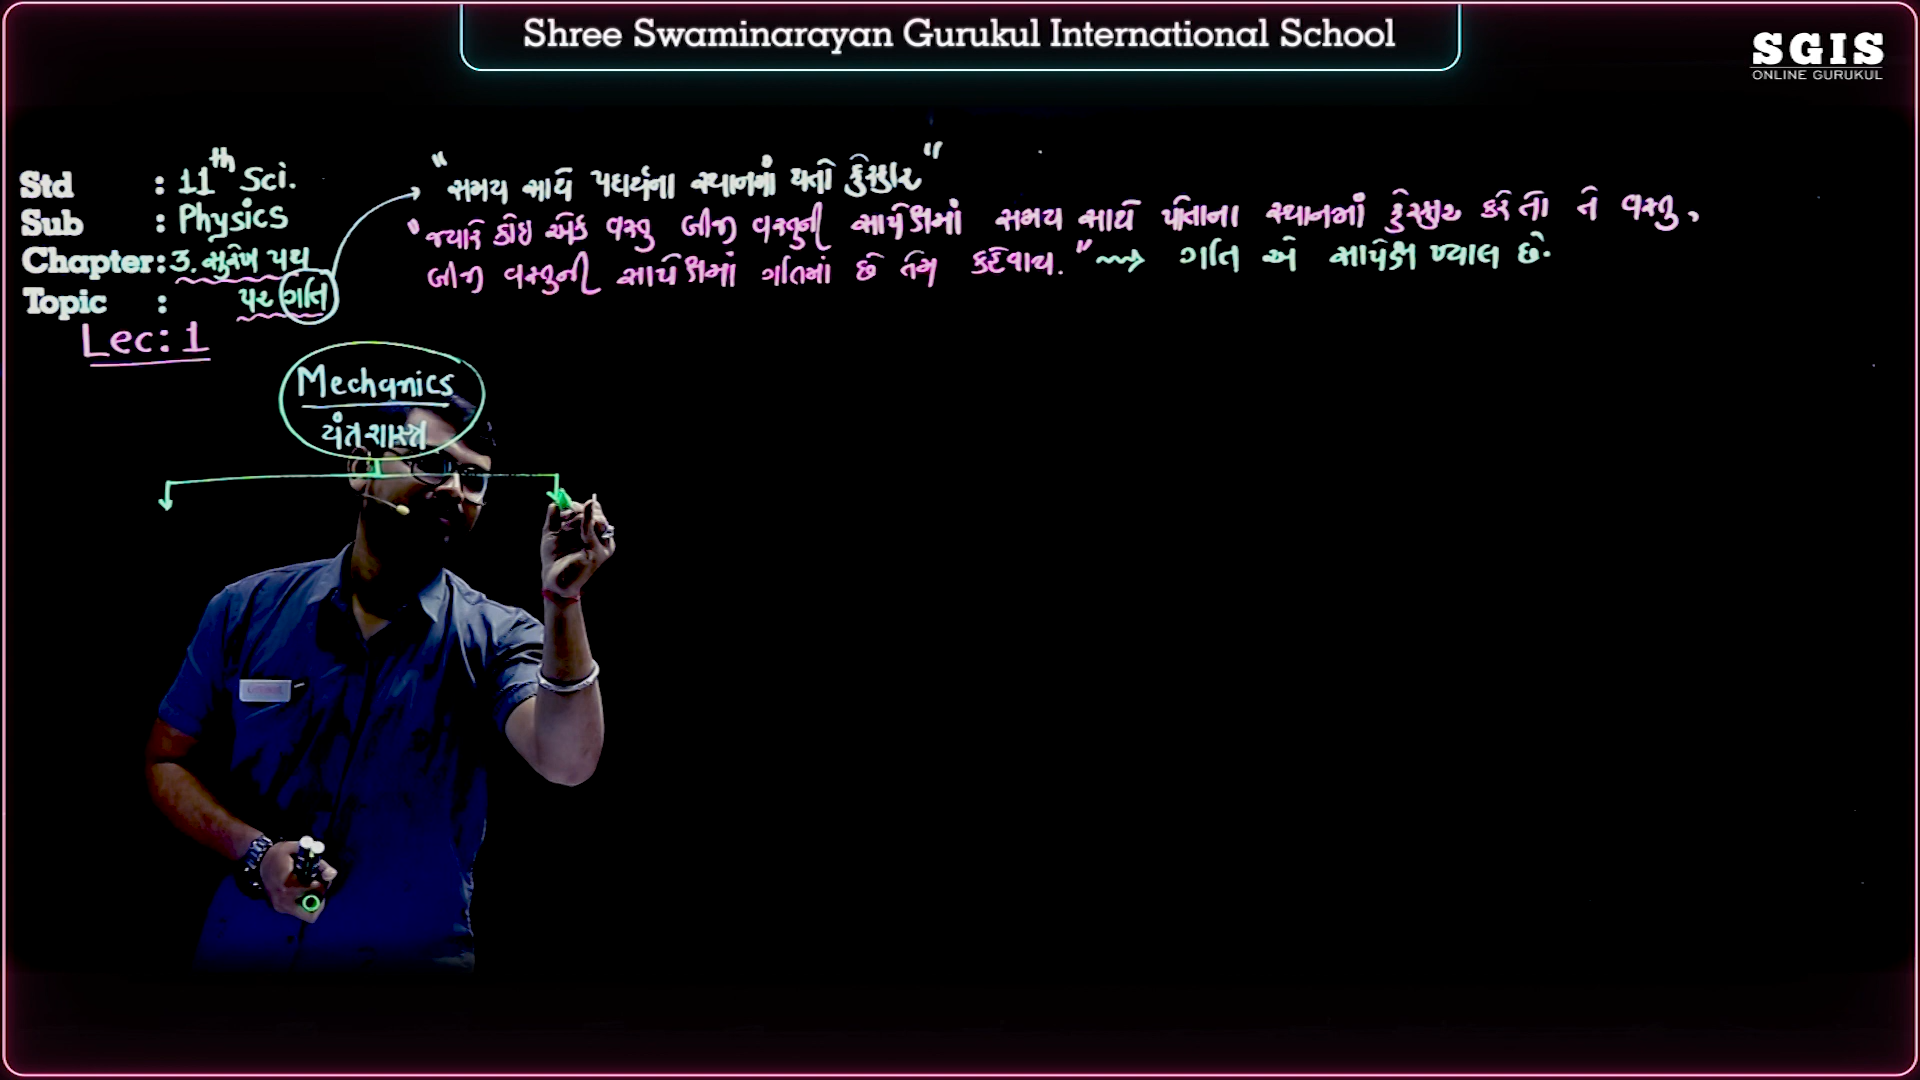 Shree Swaminarayan Gurukul International School
SGIS
ONLINE GURUKUL
Std : 11th Sci.
Sub : Physics
Chapter: 3. સુરેખ પથ
Topic : પર ગતિ
Lec: 1
"સમય સાથે પદાર્થના સ્થાનમાં થતો ફેરફાર"
"જ્યારે કોઇ એક વસ્તુ બીજી વસ્તુની સાપેક્ષમાં સમય સાથે પોતાના સ્થાનમાં ફેરફાર કરે તો તે વસ્તુ,
બીજી વસ્તુની સાપેક્ષમાં ગતિમાં છે તેમ કહેવાય." ⇝ ગતિ એ સાપેક્ષ ખ્યાલ છે.
Mechanics
યંત્રશાસ્ત્ર